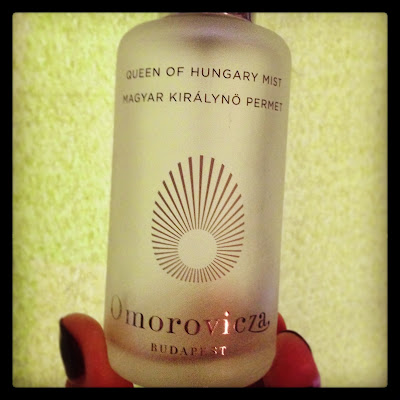 QUEEN OF HUNGARY MIST
MAGYAR KIRÁLYNŐ PERMET
Omorovicza
BUDAPEST